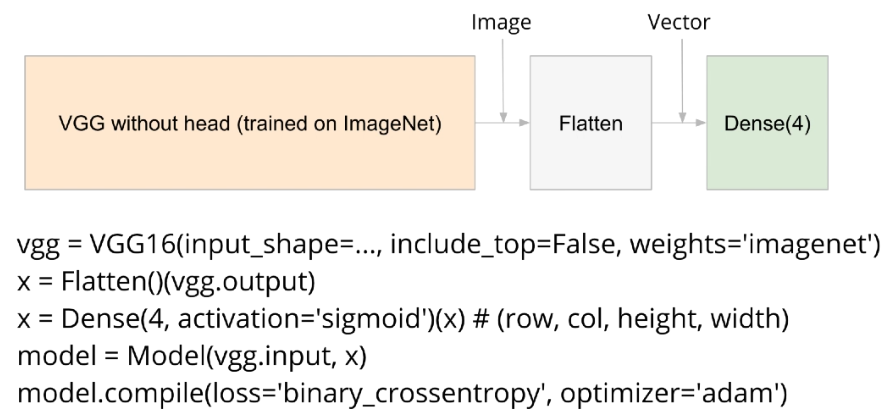 Image
Vector
VGG without head (trained on ImageNet)
Flatten
Dense(4)
vgg = VGG16(input_shape=..., include_top=False, weights='imagenet')
x = Flatten()(vgg.output)
x = Dense(4, activation='sigmoid')(x) # (row, col, height, width)
model = Model(vgg.input, x)
model.compile(loss='binary_crossentropy', optimizer='adam')